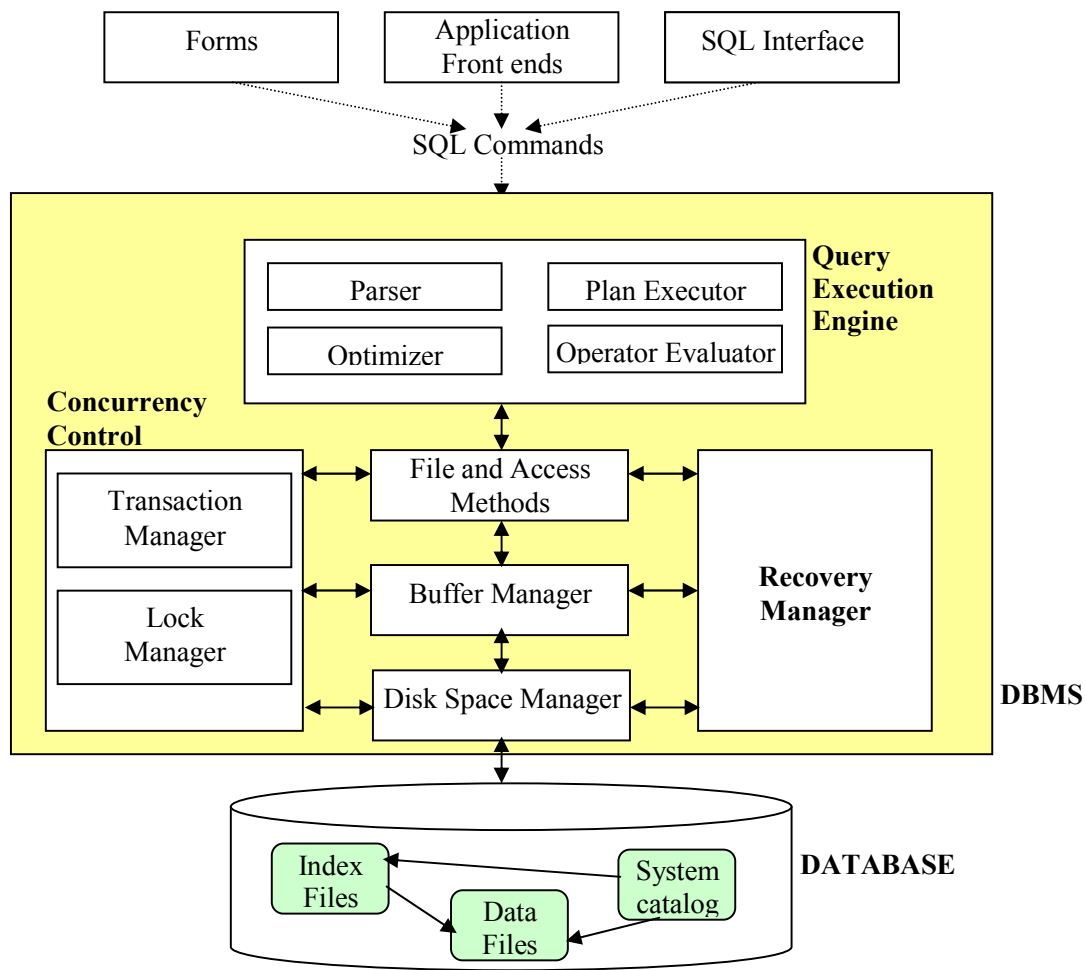 Forms
Application
Front ends
SQL Interface
SQL Commands
Query
Execution
Engine
Parser
Plan Executor
Optimizer
Operator Evaluator
Concurrency
Control
Transaction
Manager
Lock
Manager
File and Access
Methods
Buffer Manager
Disk Space Manager
Recovery
Manager
DBMS
DATABASE
Index
Files
Data
Files
System
catalog